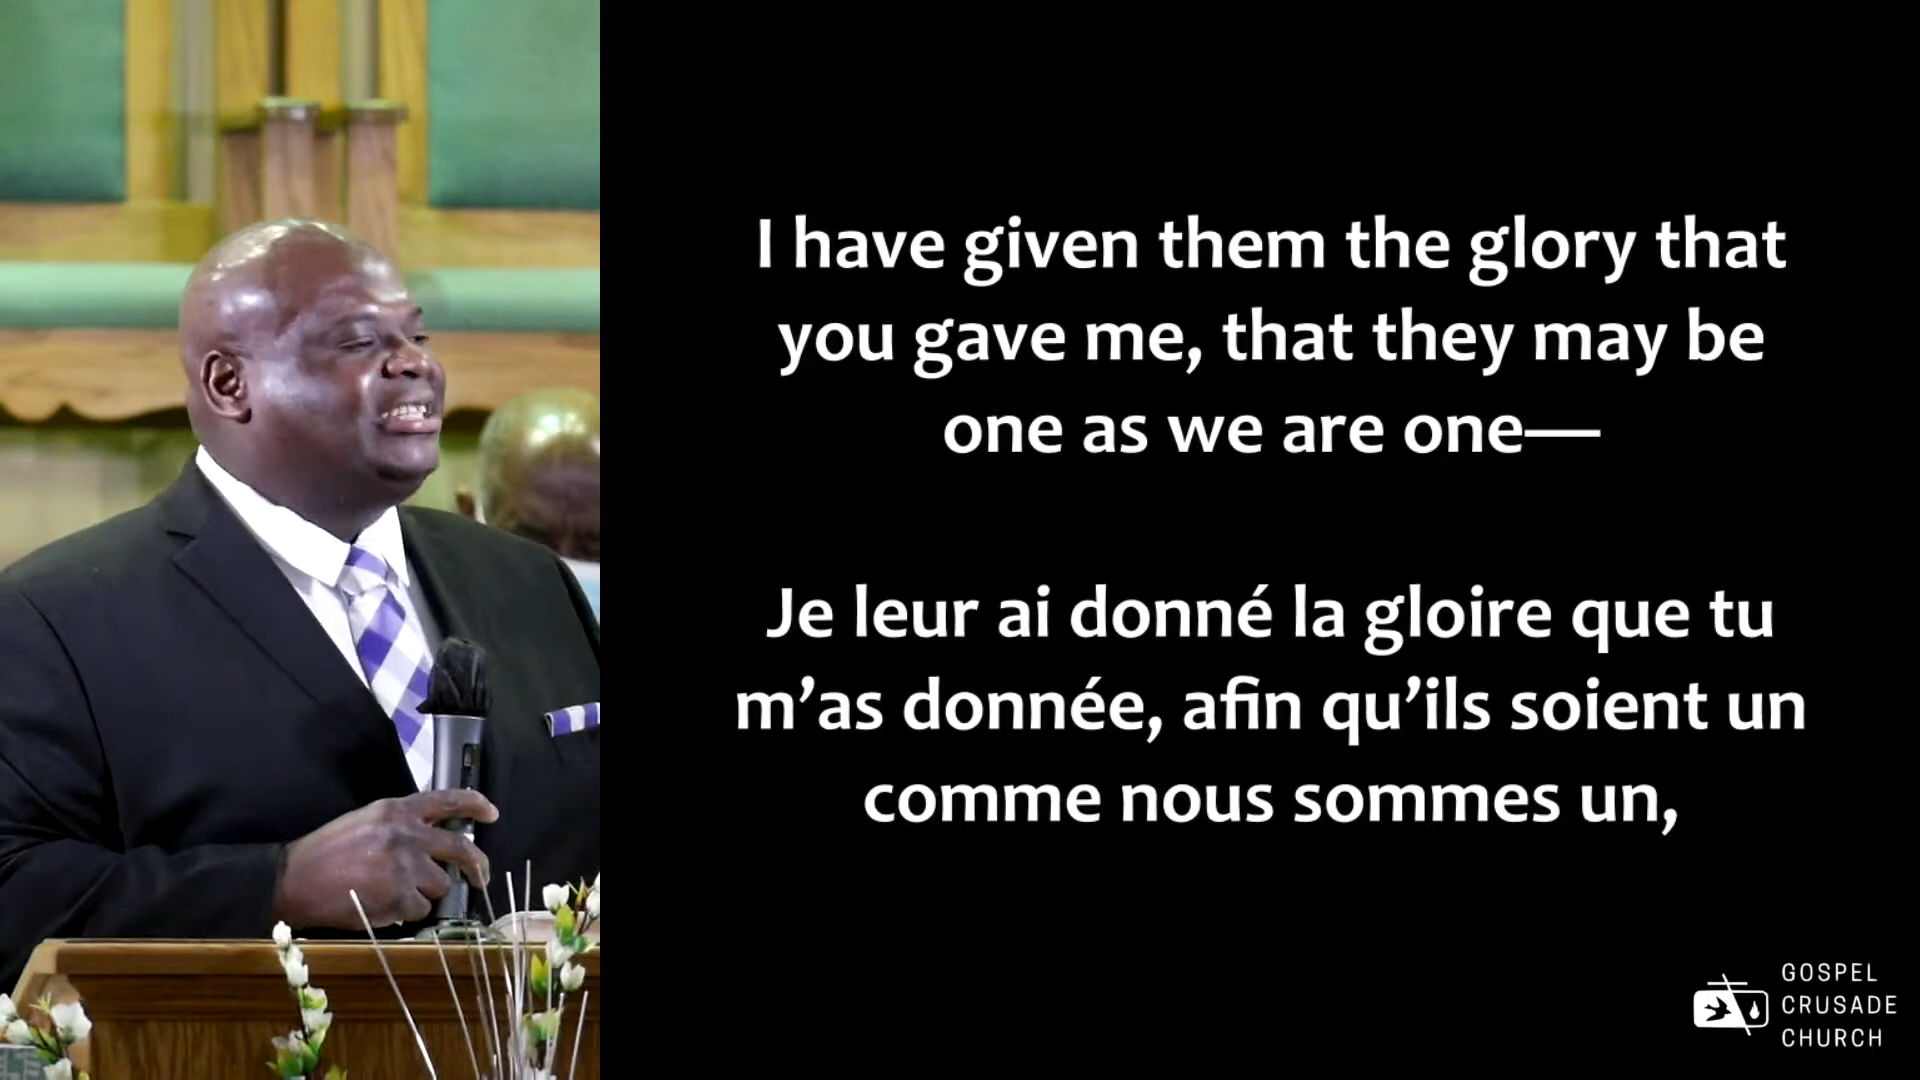 I have given them the glory that
you gave me, that they may be
one as we are one—
Je leur ai donné la gloire que tu
m’as donnée, afin qu’ils soient un
comme nous sommes un,
GOSPEL
CRUSADE
CHURCH